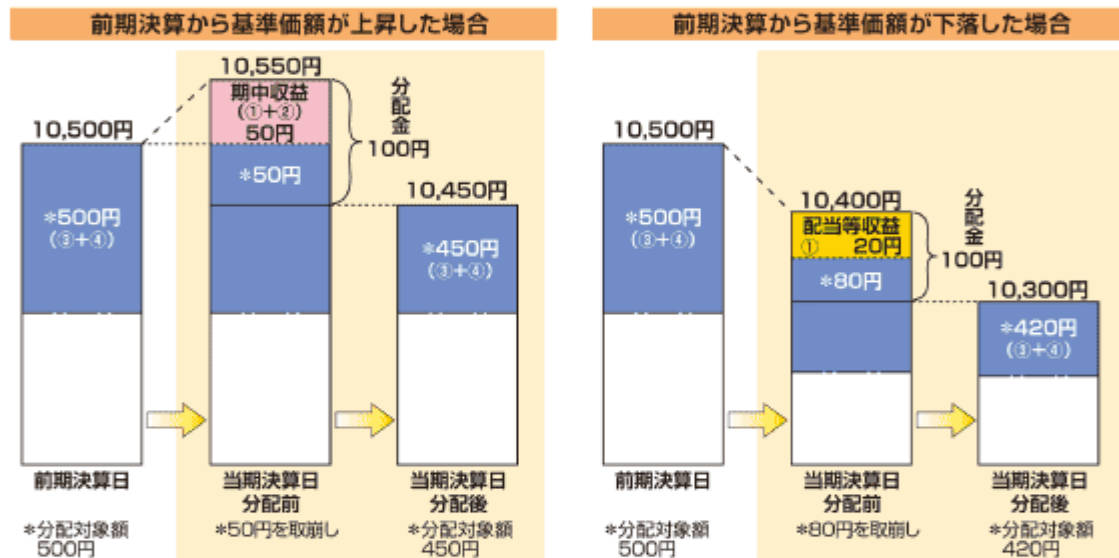 前期決算から基準価額が上昇した場合
10,550円
期中収益
(①+②)
50円
分配金
100円
10,500円
*50円
10,450円
*500円
(③+④)
*450円
(③+④)
前期決算日
当期決算日
分配前
当期決算日
分配後
*分配対象額
500円
*50円を取崩し
*分配対象額
450円
前期決算から基準価額が下落した場合
10,500円
10,400円
配当等収益
① 20円
分配金
100円
*500円
(③+④)
*80円
10,300円
*420円
(③+④)
前期決算日
当期決算日
分配前
当期決算日
分配後
*分配対象額
500円
*80円を取崩し
*分配対象額
420円